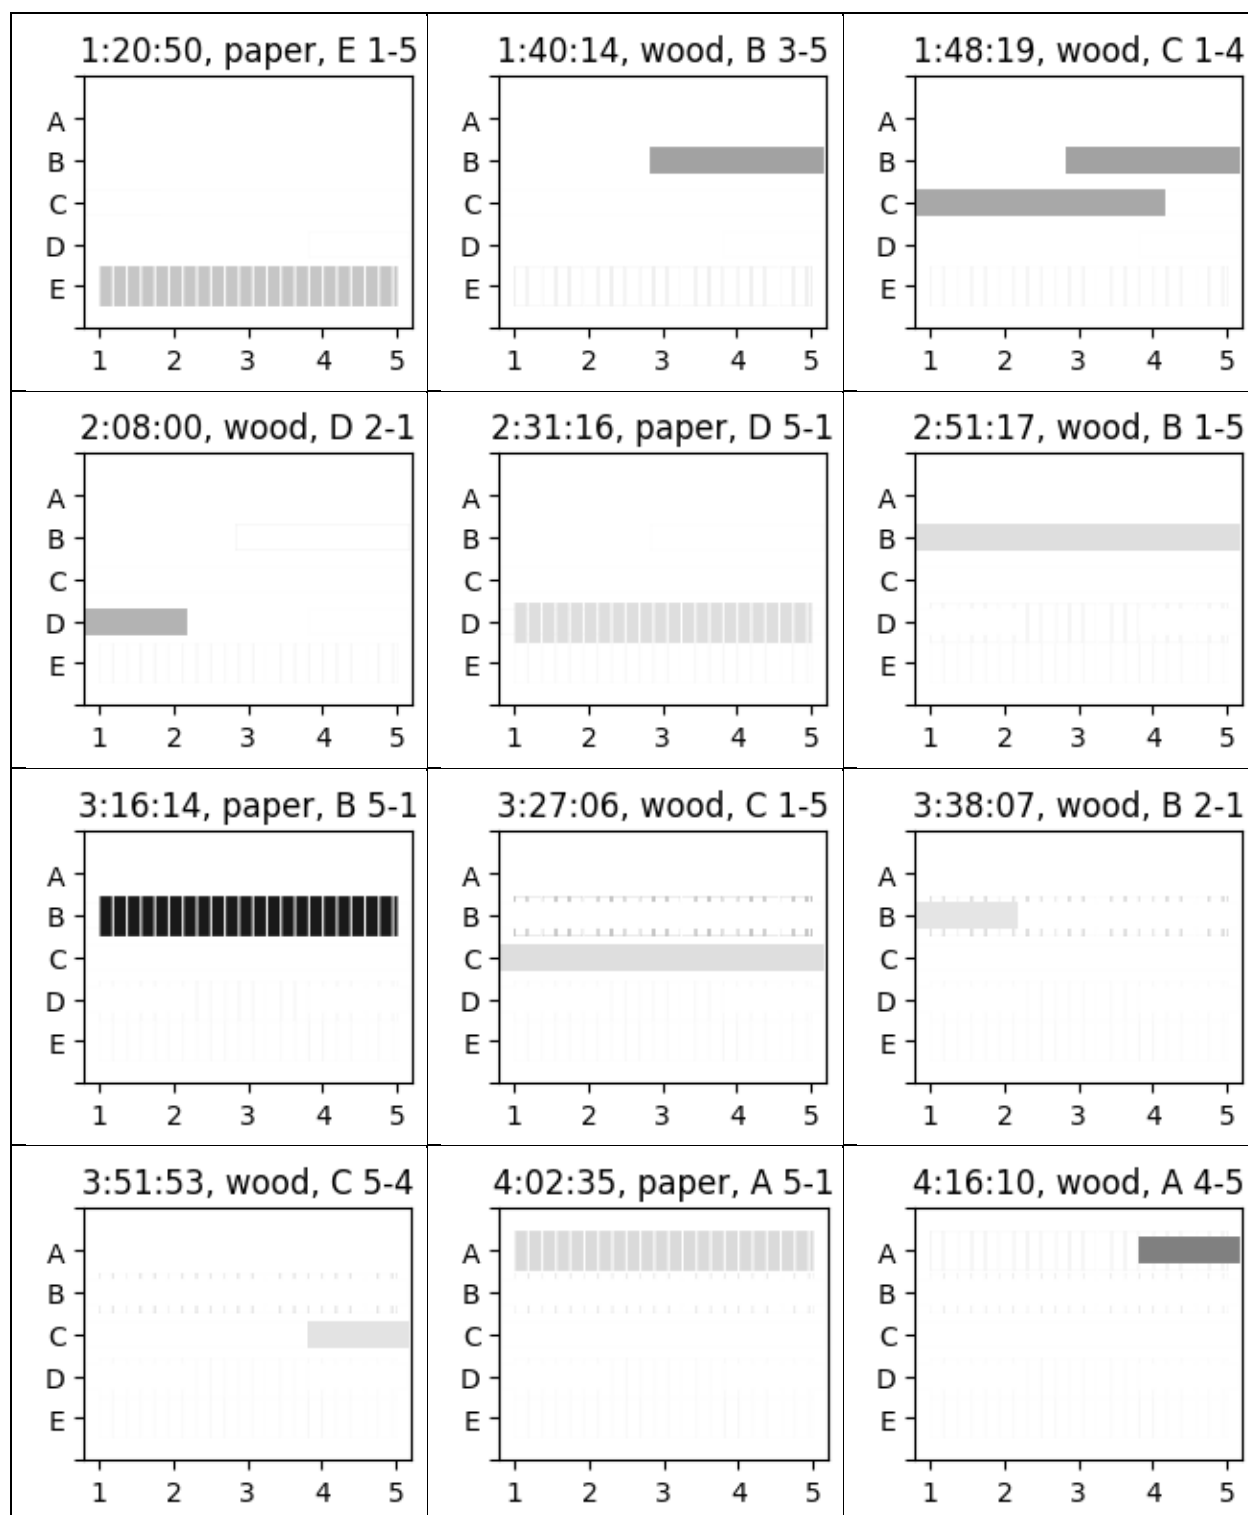 1:20:50, paper, E 1-5
A
B
C
D
E
1 2 3 4 5
1:40:14, wood, B 3-5
A
B
C
D
E
1 2 3 4 5
1:48:19, wood, C 1-4
A
B
C
D
E
1 2 3 4 5
2:08:00, wood, D 2-1
A
B
C
D
E
1 2 3 4 5
2:31:16, paper, D 5-1
A
B
C
D
E
1 2 3 4 5
2:51:17, wood, B 1-5
A
B
C
D
E
1 2 3 4 5
3:16:14, paper, B 5-1
A
B
C
D
E
1 2 3 4 5
3:27:06, wood, C 1-5
A
B
C
D
E
1 2 3 4 5
3:38:07, wood, B 2-1
A
B
C
D
E
1 2 3 4 5
3:51:53, wood, C 5-4
A
B
C
D
E
1 2 3 4 5
4:02:35, paper, A 5-1
A
B
C
D
E
1 2 3 4 5
4:16:10, wood, A 4-5
A
B
C
D
E
1 2 3 4 5